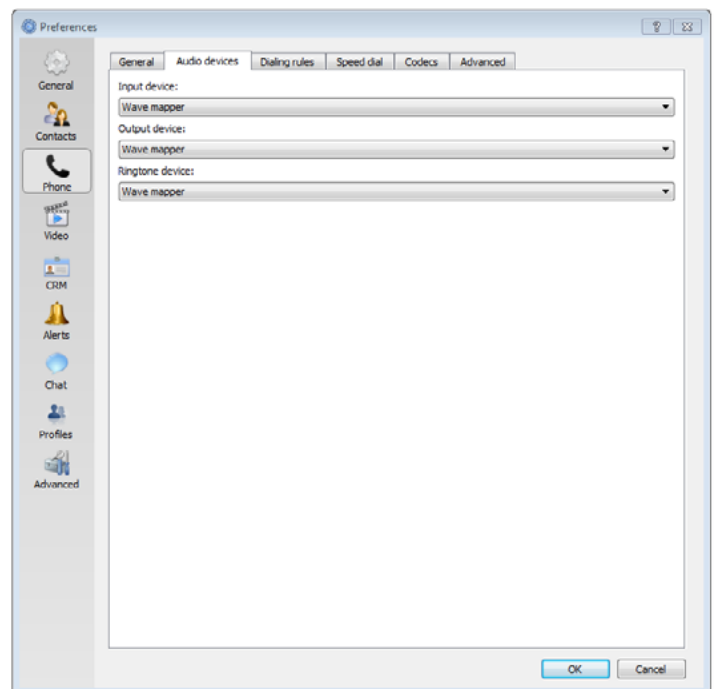 Preferences
General
Contacts
Phone
Video
CRM
Alerts
Chat
Profiles
Advanced
General Audio devices Dialing rules Speed dial Codecs Advanced
Input device:
Wave mapper
Output device:
Wave mapper
Ringtone device:
Wave mapper
OK Cancel